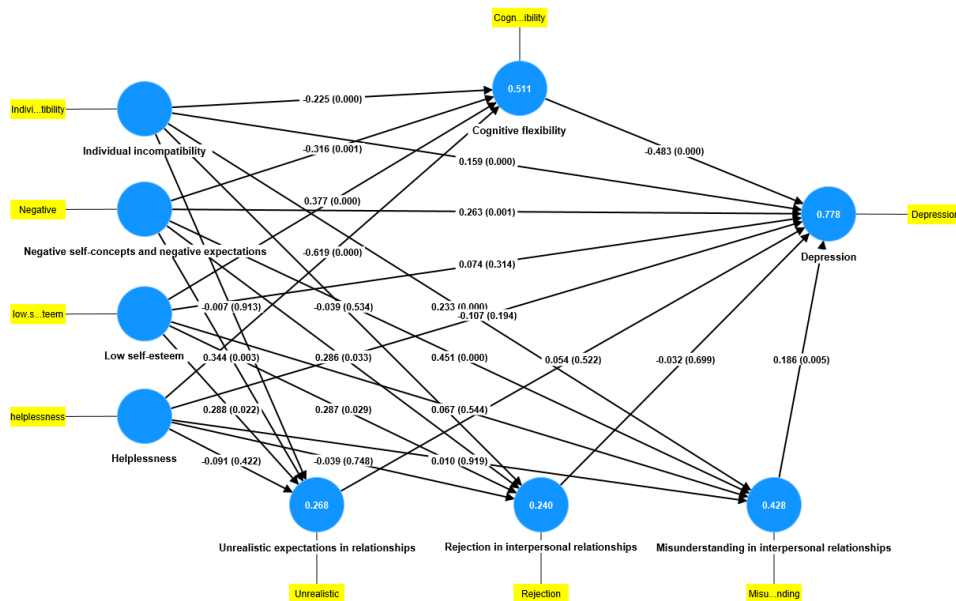 Cogn...ibility
0.511
Cognitive flexibility
Indivi...tibility
Individual incompatibility
-0.225 (0.000)
-0.316 (0.001)
0.159 (0.000)
-0.483 (0.000)
Negative
Negative self-concepts and negative expectations
0.377 (0.000)
0.263 (0.001)
0.778
Depression
Depression
-0.619 (0.000)
0.074 (0.314)
low.s...teem
Low self-esteem
-0.007 (0.913)
-0.039 (0.534)
0.233 (0.000)
-0.107 (0.194)
0.344 (0.003)
0.286 (0.033)
0.451 (0.000)
0.054 (0.522)
-0.032 (0.699)
0.186 (0.005)
helplessness
Helplessness
0.288 (0.022)
0.287 (0.029)
0.067 (0.544)
-0.091 (0.422)
-0.039 (0.748)
0.010 (0.919)
0.268
0.240
0.428
Unrealistic expectations in relationships
Rejection in interpersonal relationships
Misunderstanding in interpersonal relationships
Unrealistic
Rejection
Misu...nding